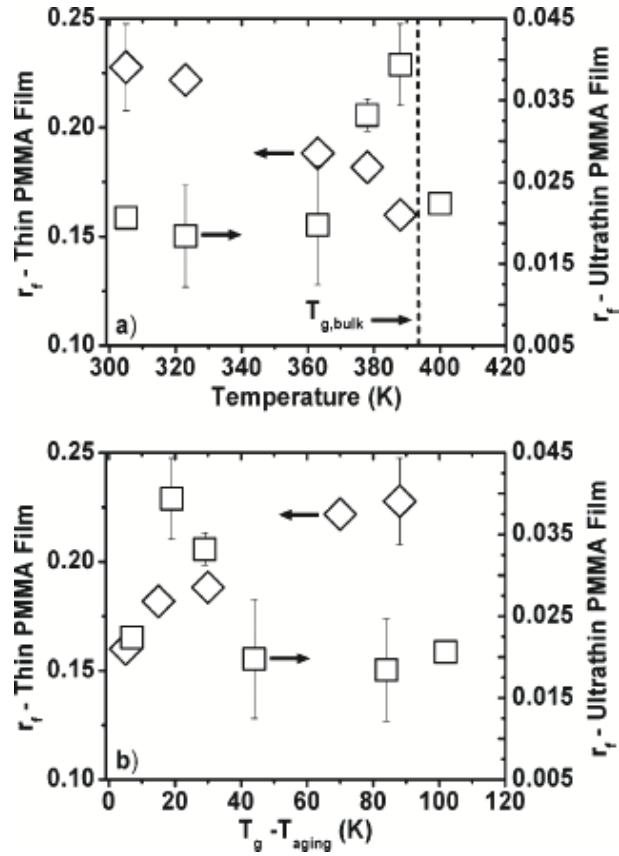 0.25
0.20
0.15
0.10
r_f - Thin PMMA Film
0.045
0.035
0.025
0.015
0.005
r_f - Ultrathin PMMA Film
a)
T_g,bulk
300 320 340 360 380 400 420
Temperature (K)
0.25
0.20
0.15
0.10
r_f - Thin PMMA Film
0.045
0.035
0.025
0.015
0.005
r_f - Ultrathin PMMA Film
b)
0 20 40 60 80 100 120
T_g -T_aging (K)